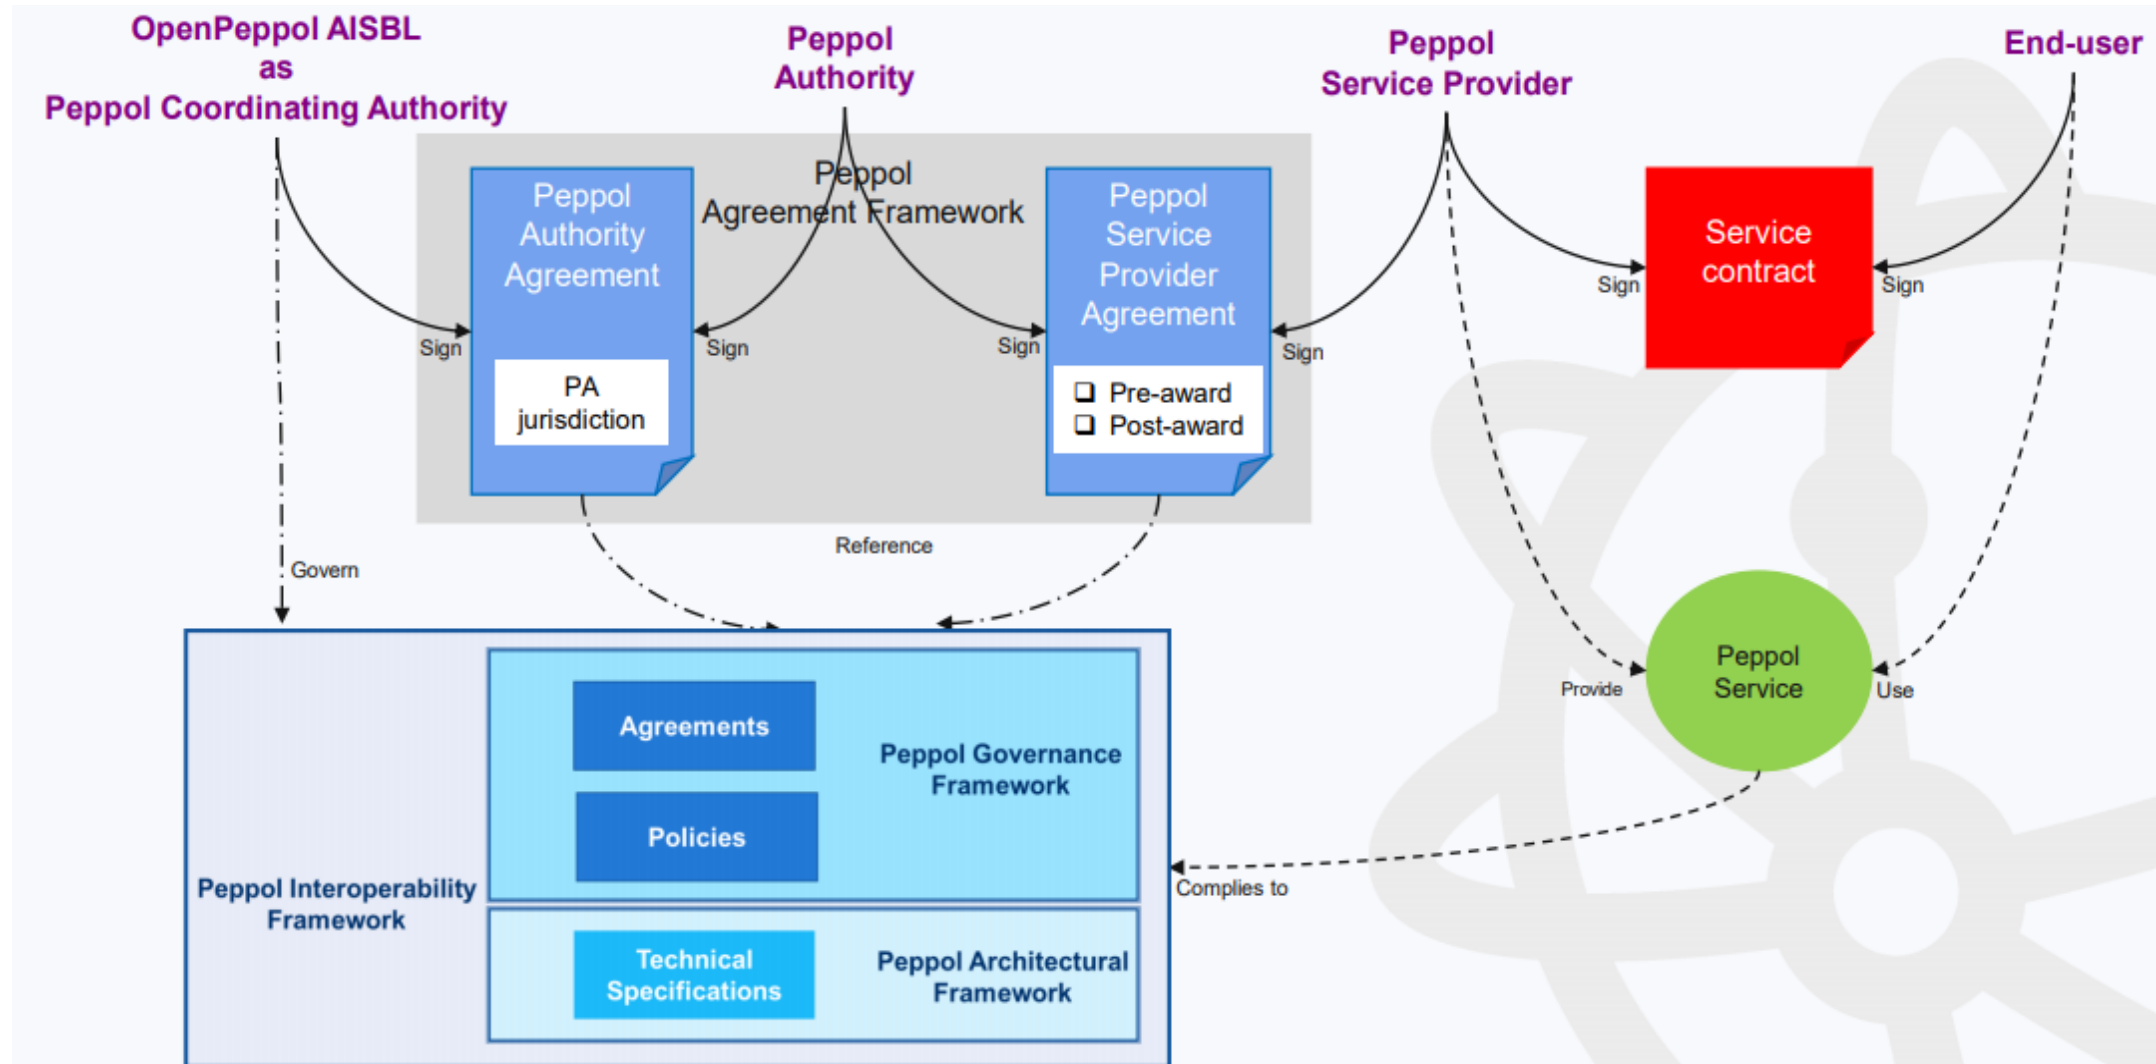 OpenPeppol AISBL
as
Peppol Coordinating Authority
Peppol
Authority
Peppol
Service Provider
End-user
Peppol
Agreement Framework
Peppol
Authority
Agreement
PA
jurisdiction
Peppol
Service
Provider
Agreement
❑ Pre-award
❑ Post-award
Service
contract
Sign
Sign
Sign
Sign
Sign
Sign
Reference
Govern
Peppol
Service
Provide
Use
Complies to
Peppol Interoperability
Framework
Agreements
Policies
Peppol Governance
Framework
Technical
Specifications
Peppol Architectural
Framework